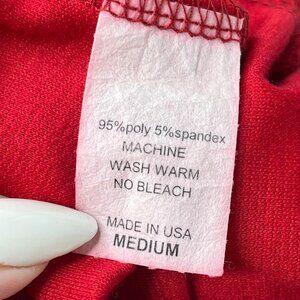 95%poly 5%spandex
MACHINE
WASH WARM
NO BLEACH
MADE IN USA
MEDIUM